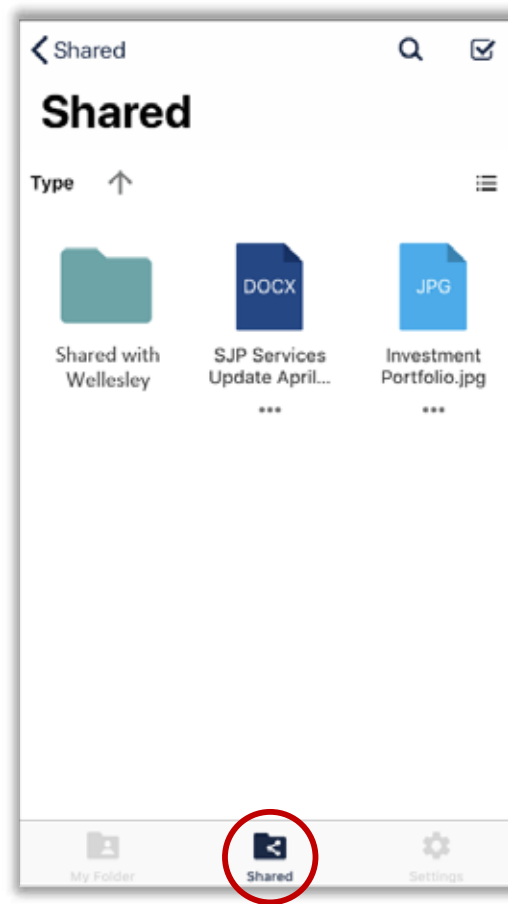 Shared
Shared
Type
DOCX
JPG
Shared with
Wellesley
SJP Services
Update April...
Investment
Portfolio.jpg
My Folder
Shared
Settings